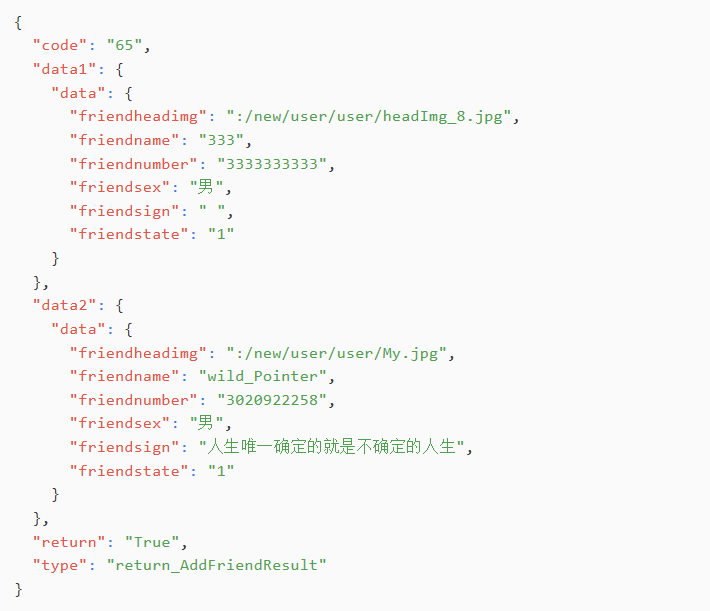 {
  "code": "65",
  "data1": {
    "data": {
      "friendheadimg": ":/new/user/user/headImg_8.jpg",
      "friendname": "333",
      "friendnumber": "3333333333",
      "friendsex": "男",
      "friendsign": " ",
      "friendstate": "1"
    }
  },
  "data2": {
    "data": {
      "friendheadimg": ":/new/user/user/My.jpg",
      "friendname": "wild_Pointer",
      "friendnumber": "3020922258",
      "friendsex": "男",
      "friendsign": "人生唯一确定的就是不确定的人生",
      "friendstate": "1"
    }
  },
  "return": "True",
  "type": "return_AddFriendResult"
}